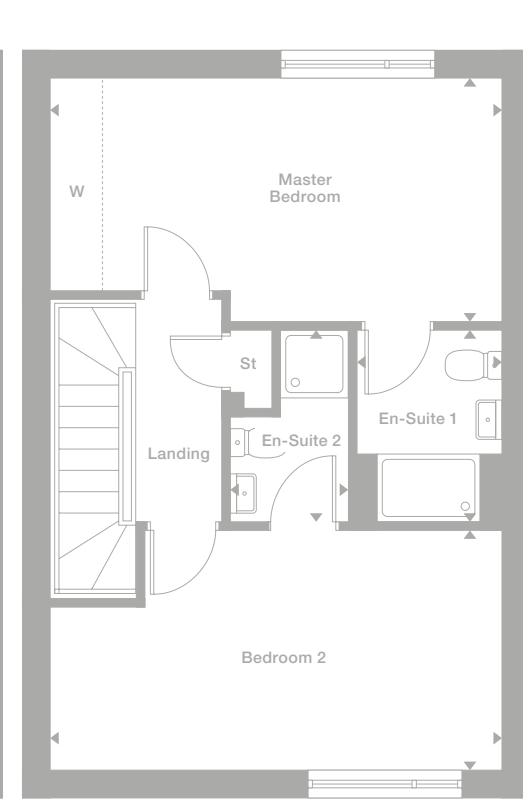 W
Master
Bedroom
St
En-Suite 1
En-Suite 2
Landing
Bedroom 2